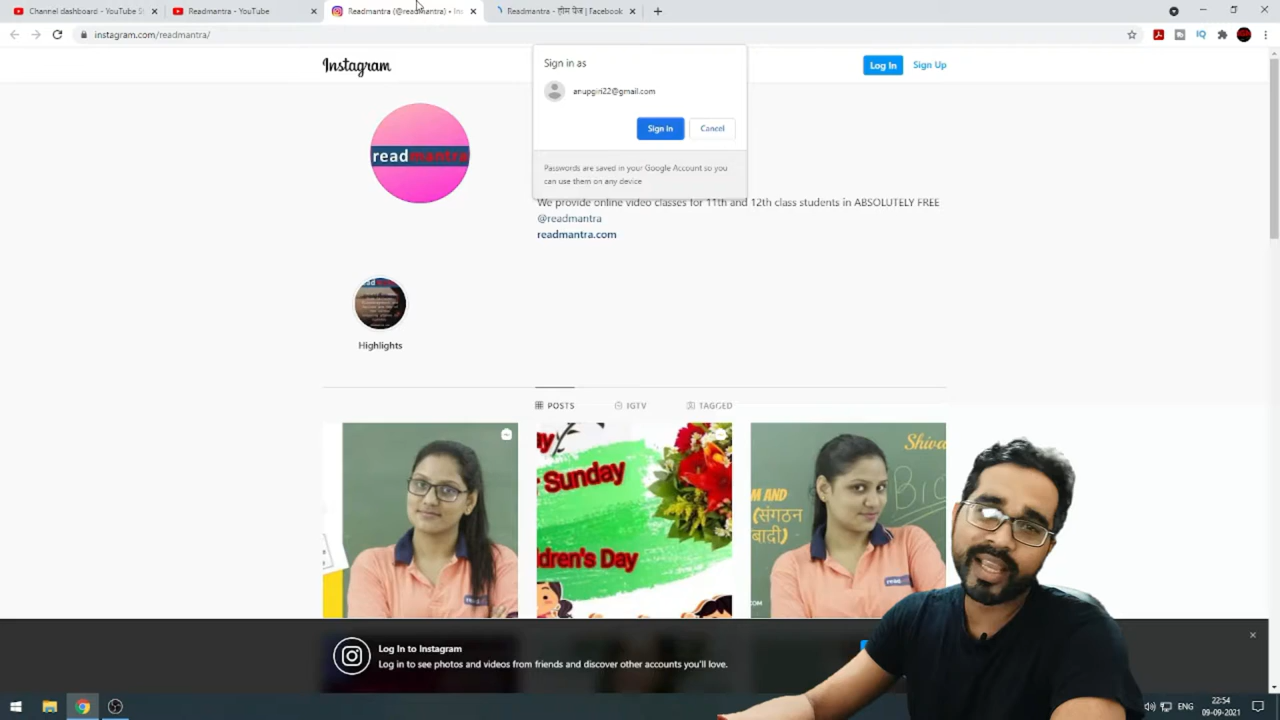 Channel dashboard - YouTube St
Readmantra - YouTube
Readmantra (@readmantra) • Ins
Readmantra - होम पेज | Facebook
instagram.com/readmantra/
IQ
Instagram
Log In
Sign Up
Sign in as
anupgiri22@gmail.com
Sign In
Cancel
Passwords are saved in your Google Account so you
can use them on any device
readmantra
We provide online video classes for 11th and 12th class students in ABSOLUTELY FREE
@readmantra
readmantra.com
Highlights
POSTS
IGTV
TAGGED
Sunday
dren's Day
Shiva
M AND
(संगठन
बादी)
Bio
COM
Log In to Instagram
Log in to see photos and videos from friends and discover other accounts you'll love.
ENG
22:54
09-09-2021